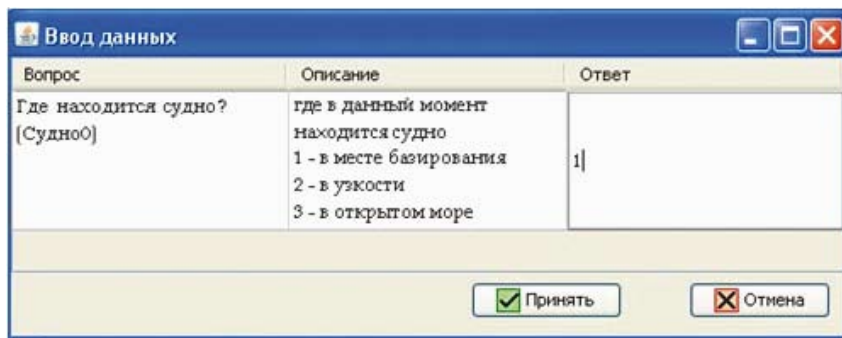 Ввод данных
Вопрос Описание Ответ
Где находится судно?
(Судно0)
где в данный момент
находится судно
1 - в месте базирования
2 - в узкости
3 - в открытом море
1
Принять Отмена